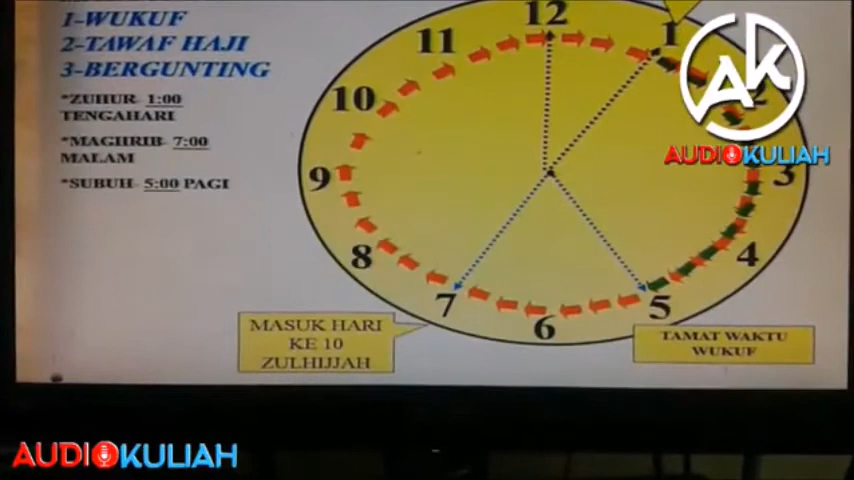 1-WUKUF
2-TAWAF HAJI
3-BERGUNTING
*ZUHUR- 1:00
TENGAHARI
*MAGHRIB- 7:00
MALAM
*SUBUH- 5:00 PAGI
12
1
2
3
4
5
6
7
8
9
10
11
MASUK HARI
KE 10
ZULHIJJAH
TAMAT WAKTU
WUKUF
AK
AUDIOKULIAH
AUDIOKULIAH